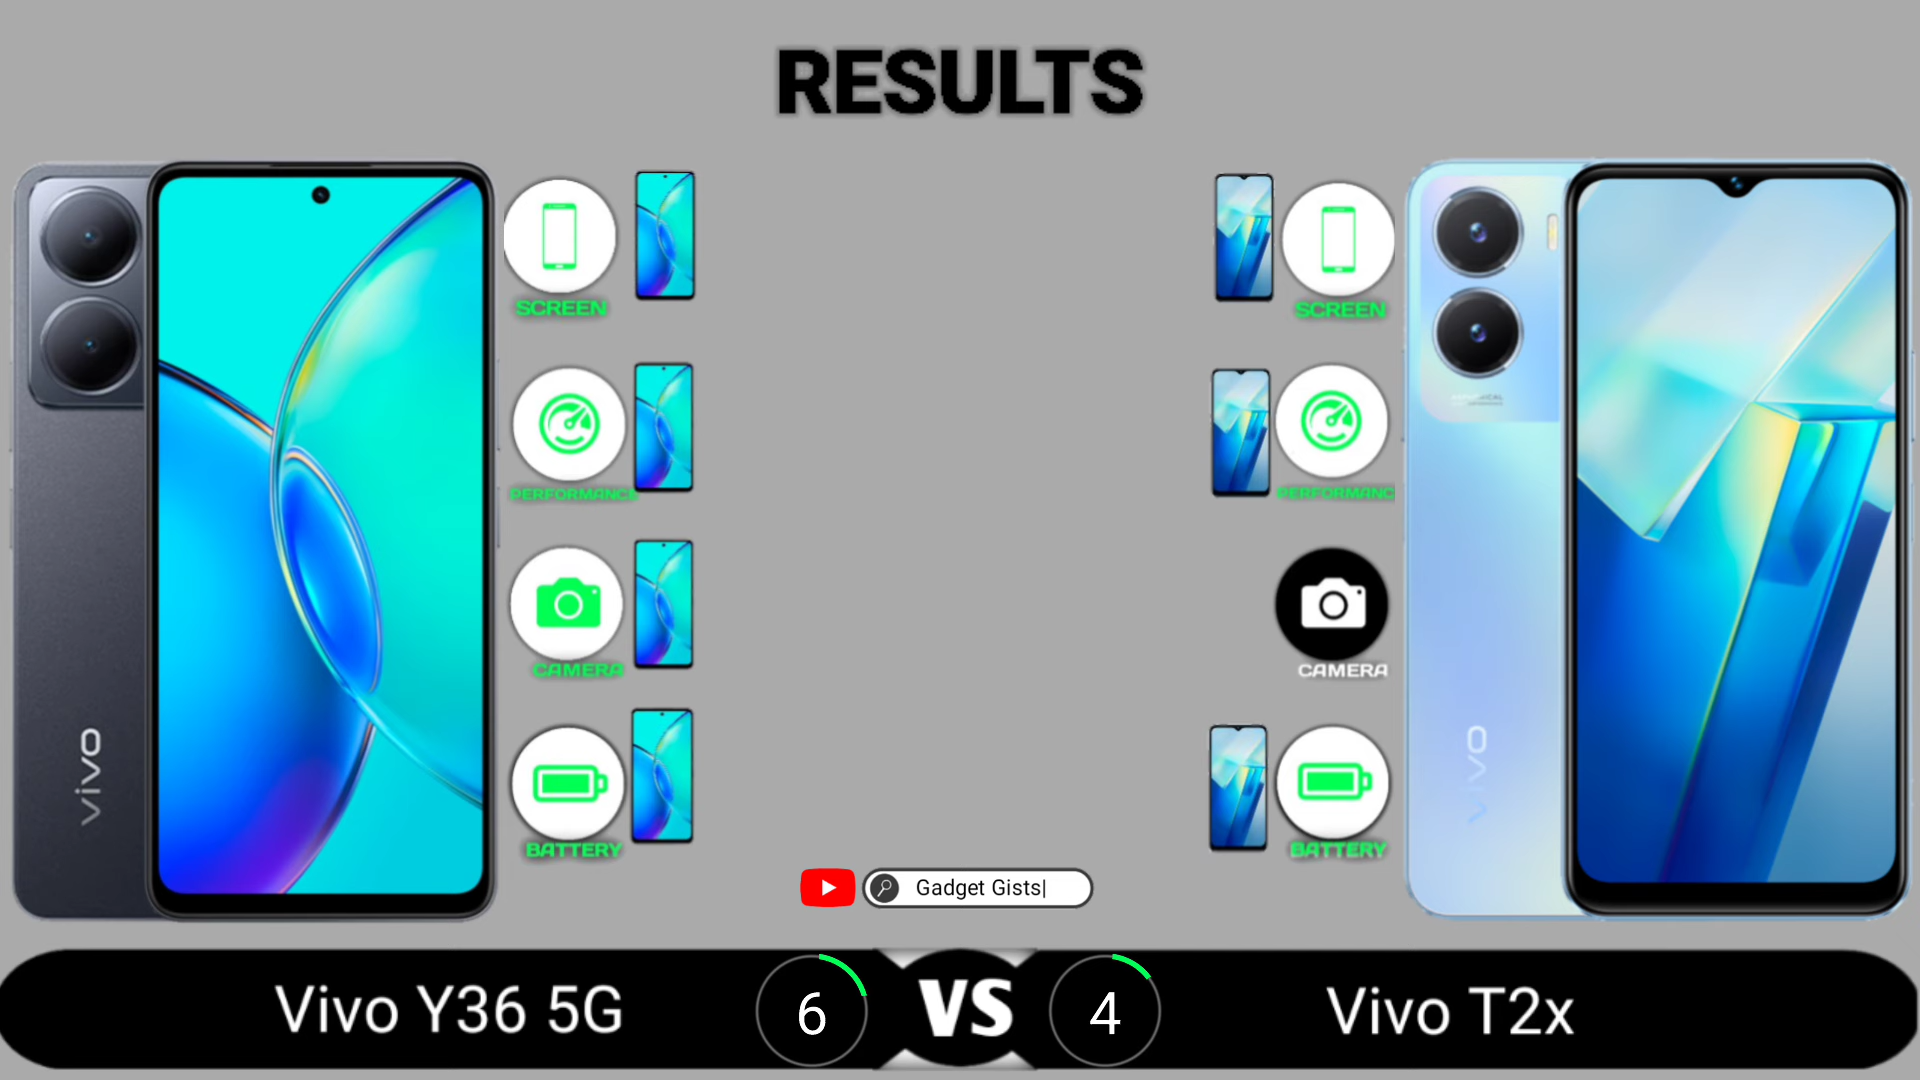 RESULTS
SCREEN
SCREEN
PERFORMANCE
PERFORMANC
CAMERA
CAMERA
vivo
vivo
BATTERY
BATTERY
Gadget Gists|
Vivo Y36 5G
6
VS
4
Vivo T2x